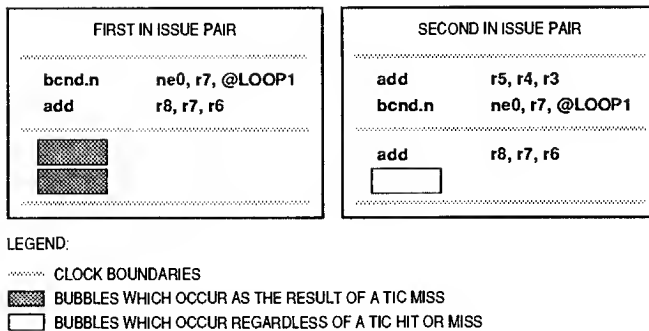 FIRST IN ISSUE PAIR
bcnd.n ne0, r7, @LOOP1
add r8, r7, r6
SECOND IN ISSUE PAIR
add r5, r4, r3
bcnd.n ne0, r7, @LOOP1
add r8, r7, r6
LEGEND:
CLOCK BOUNDARIES
BUBBLES WHICH OCCUR AS THE RESULT OF A TIC MISS
BUBBLES WHICH OCCUR REGARDLESS OF A TIC HIT OR MISS